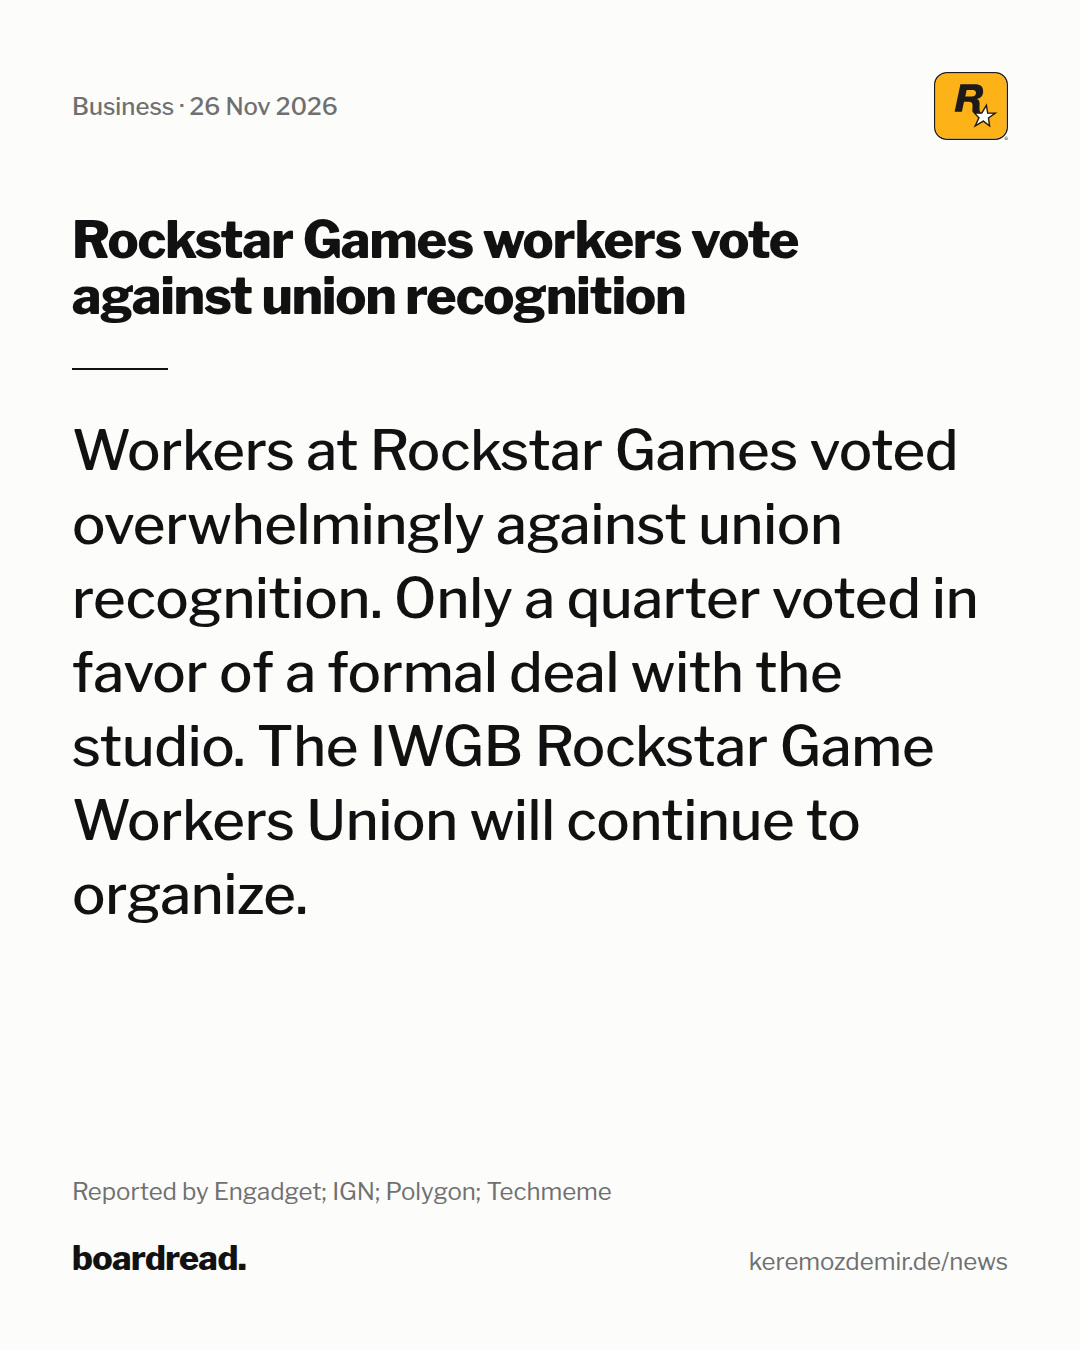 Business · 26 Nov 2026
R
Rockstar Games workers vote
against union recognition
Workers at Rockstar Games voted
overwhelmingly against union
recognition. Only a quarter voted in
favor of a formal deal with the
studio. The IWGB Rockstar Game
Workers Union will continue to
organize.
Reported by Engadget; IGN; Polygon; Techmeme
boardread.
keremozdemir.de/news